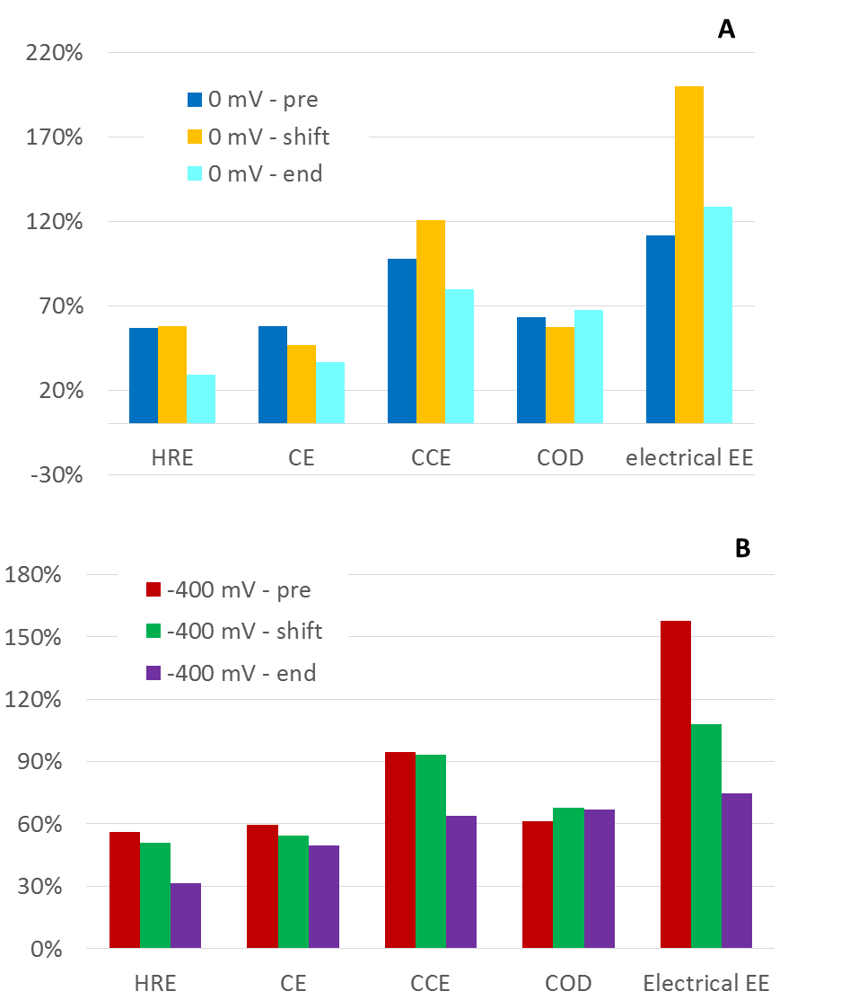 A
220%
0 mV - pre
170%
0 mV - shift
0 mV - end
120%
70%
20%
HRE CE CCE COD electrical EE
-30%
B
180%
-400 mV - pre
150%
-400 mV - shift
-400 mV - end
120%
90%
60%
30%
0%
HRE CE CCE COD Electrical EE